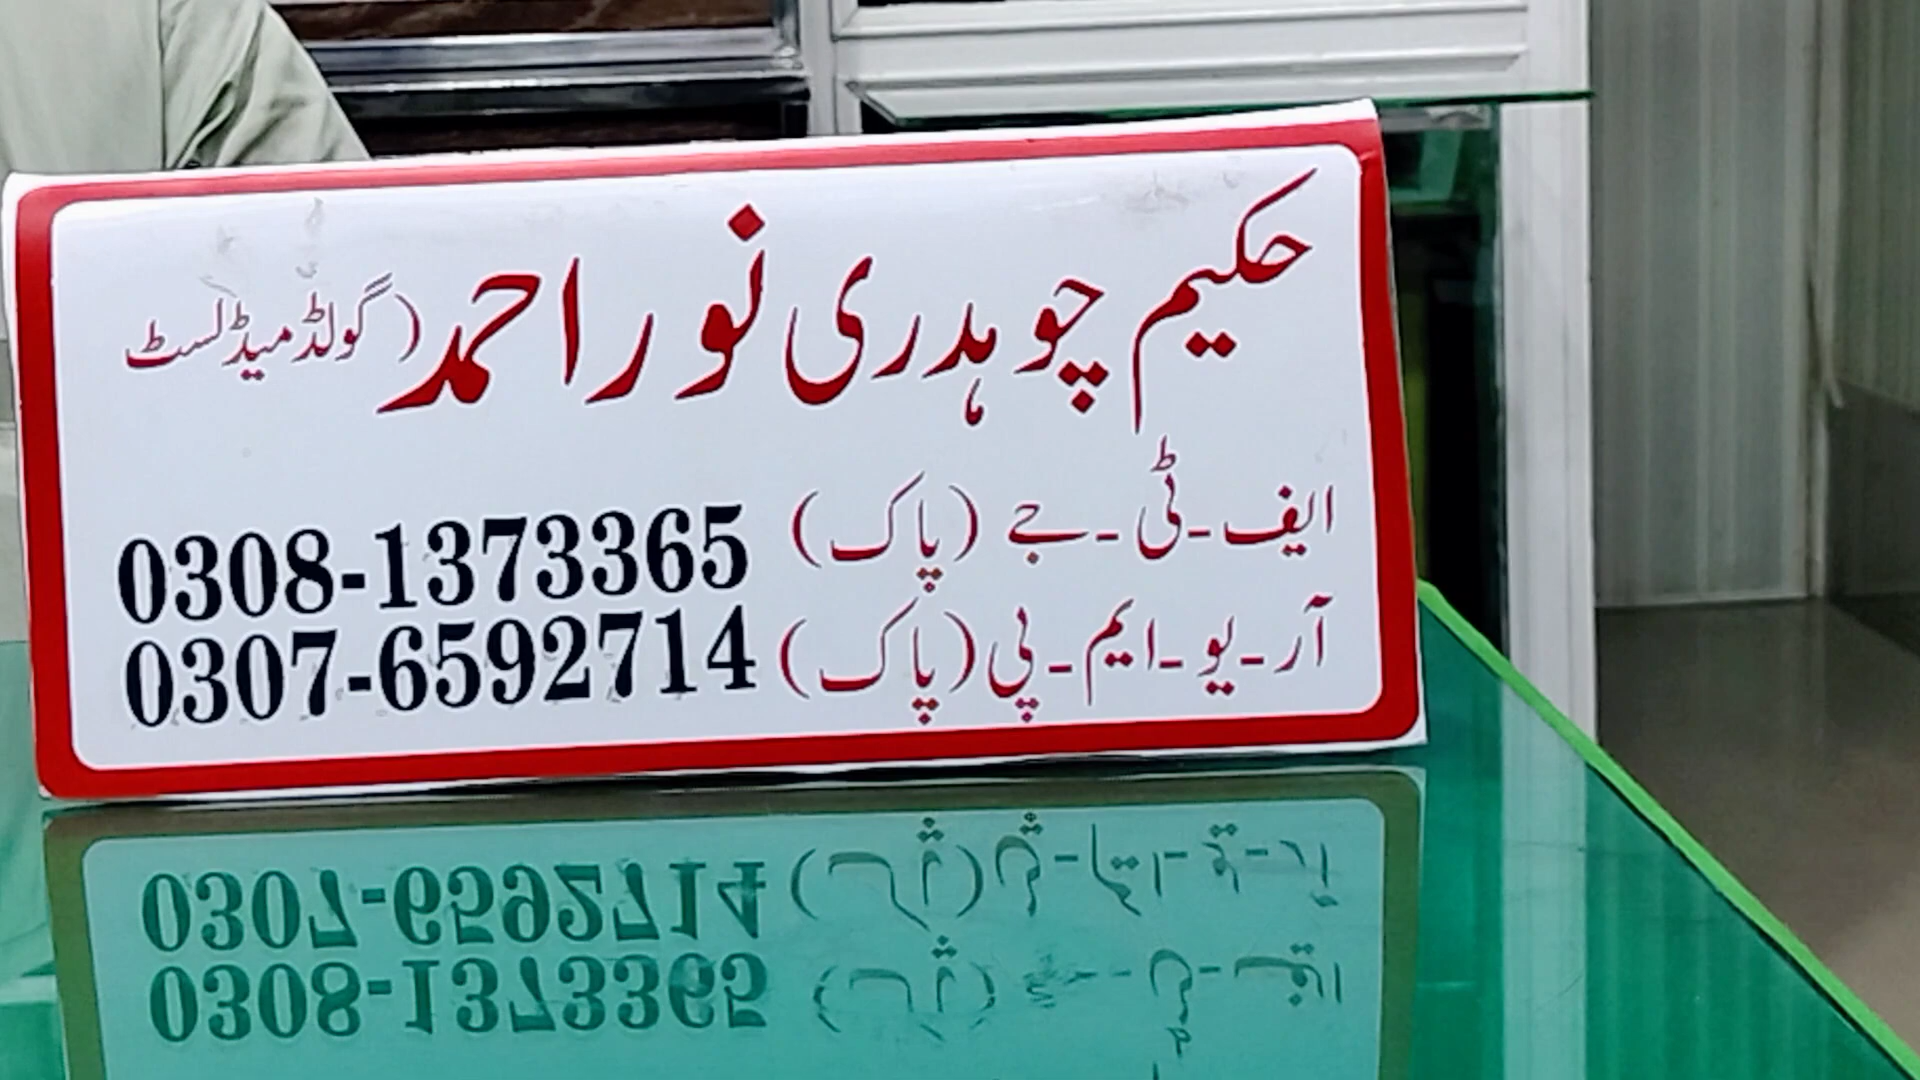 حکیم چوہدری نور احمد (گولڈ میڈلسٹ
ایف-ٹی-جے (پاک) 0308-1373365
آر-یو-ایم-پی (پاک) 0307-6592714